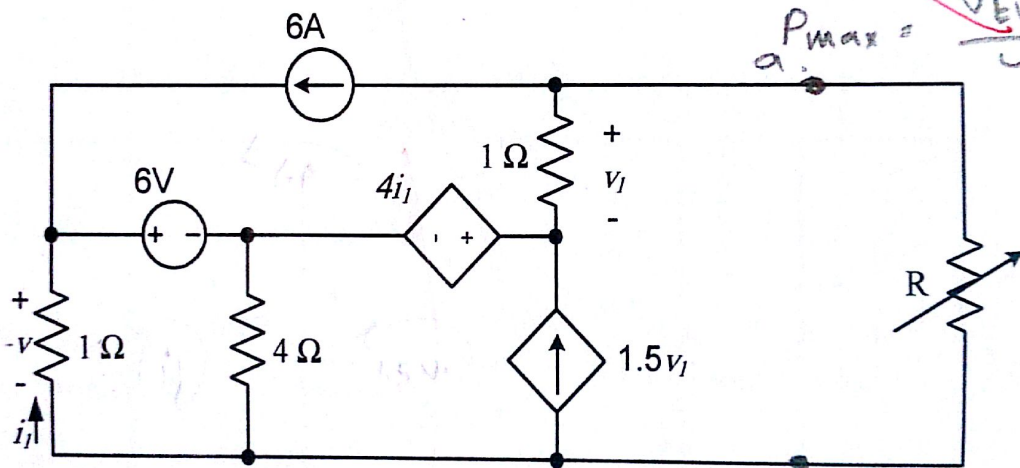 6A
Pmax =
a
1 Ω
+
v1
-
6V
4i1
+ -
- +
R
+
v
-
1 Ω
4 Ω
1.5v1
i1